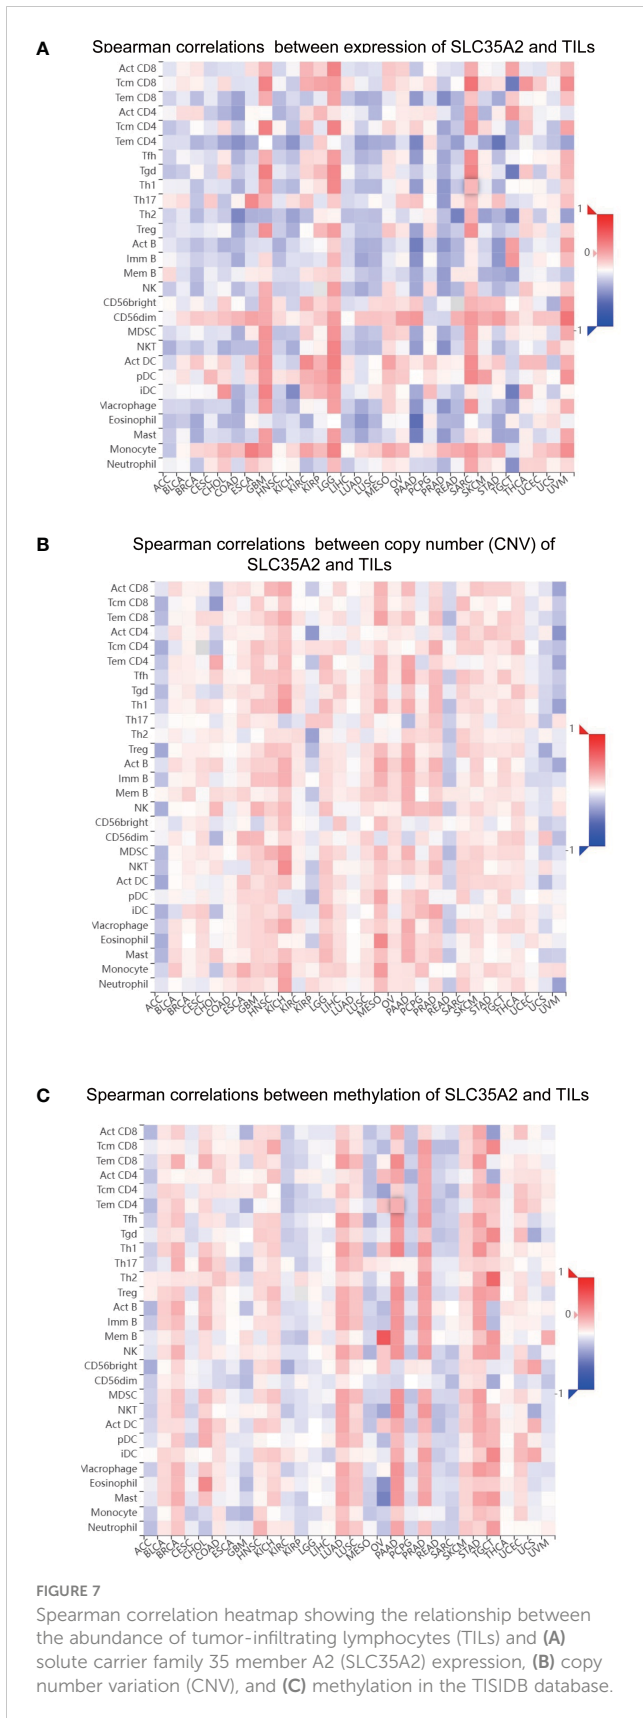 A
Spearman correlations between expression of SLC35A2 and TILs
Act CD8
Tcm CD8
Tem CD8
Act CD4
Tcm CD4
Tem CD4
Tfh
Tgd
Th1
Th17
Th2
Treg
Act B
Imm B
Mem B
NK
CD56bright
CD56dim
MDSC
NKT
Act DC
pDC
iDC
Macrophage
Eosinophil
Mast
Monocyte
Neutrophil
1
0
-1
ACC BLCA BRCA CESC CHOL COAD ESCA GBM HNSC KICH KIRC KIRP LGG LIHC LUAD LUSC MESO OV PAAD PCPG PRAD READ SARC SKCM STAD TGCT THCA UCEC UCS UVM
B
Spearman correlations between copy number (CNV) of
SLC35A2 and TILs
Act CD8
Tcm CD8
Tem CD8
Act CD4
Tcm CD4
Tem CD4
Tfh
Tgd
Th1
Th17
Th2
Treg
Act B
Imm B
Mem B
NK
CD56bright
CD56dim
MDSC
NKT
Act DC
pDC
iDC
Macrophage
Eosinophil
Mast
Monocyte
Neutrophil
1
-1
ACC BLCA BRCA CESC CHOL COAD ESCA GBM HNSC KICH KIRC KIRP LGG LIHC LUAD LUSC MESO OV PAAD PCPG PRAD READ SARC SKCM STAD TGCT THCA UCEC UCS UVM
C
Spearman correlations between methylation of SLC35A2 and TILs
Act CD8
Tcm CD8
Tem CD8
Act CD4
Tcm CD4
Tem CD4
Tfh
Tgd
Th1
Th17
Th2
Treg
Act B
Imm B
Mem B
NK
CD56bright
CD56dim
MDSC
NKT
Act DC
pDC
iDC
Macrophage
Eosinophil
Mast
Monocyte
Neutrophil
1
0
-1
ACC BLCA BRCA CESC CHOL COAD ESCA GBM HNSC KICH KIRC KIRP LGG LIHC LUAD LUSC MESO OV PAAD PCPG PRAD READ SARC SKCM STAD TGCT THCA UCEC UCS UVM
FIGURE 7
Spearman correlation heatmap showing the relationship between
the abundance of tumor-infiltrating lymphocytes (TILs) and (A)
solute carrier family 35 member A2 (SLC35A2) expression, (B) copy
number variation (CNV), and (C) methylation in the TISIDB database.